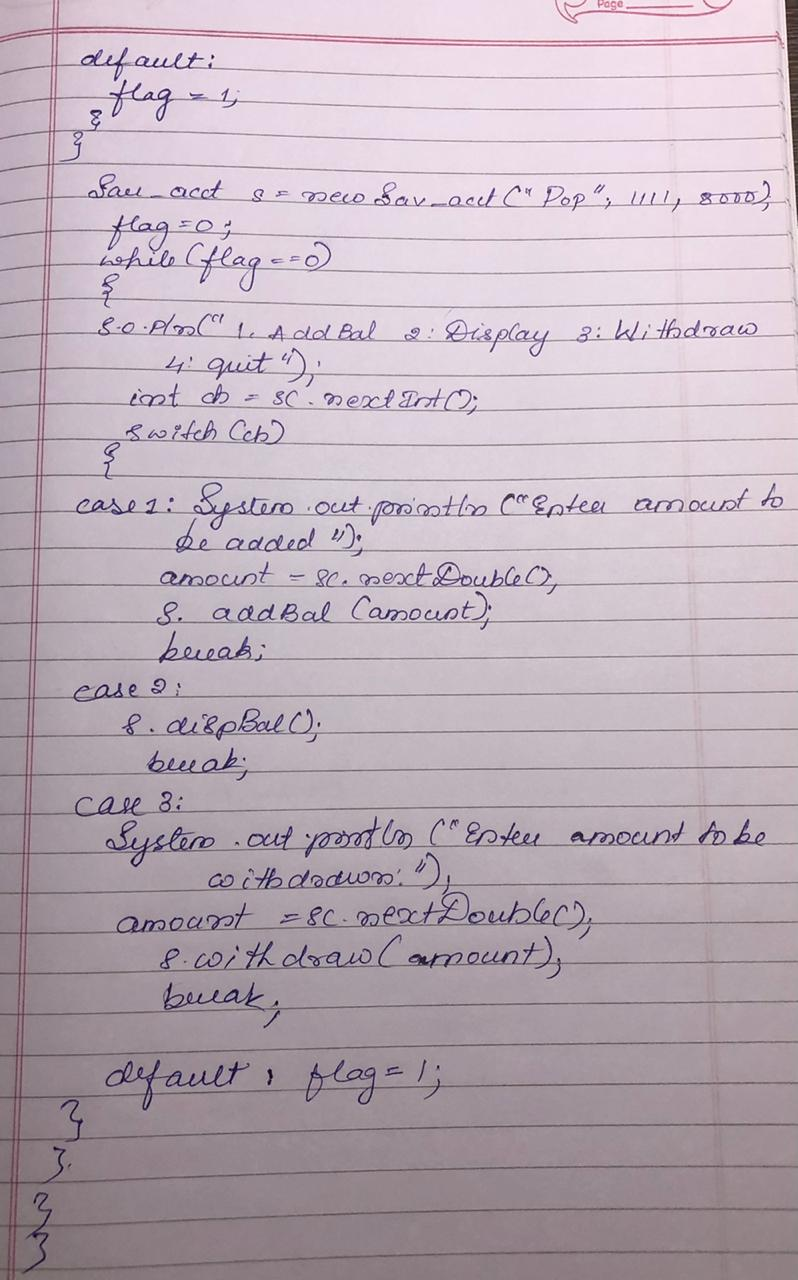 Page
default:
flag = 1;
}
}
Sav_acct s = new Sav_acct ("Pop", 1111, 8000);
flag=0;
while (flag==0)
{
S.o.Pln(" 1. AddBal 2: Display 3: Withdraw
4: quit ");
int ch = sc.nextInt();
switch (ch)
{
case 1: System.out.println ("Enter amount to
be added ");
amount = sc.nextDouble();
s. addBal (amount);
break;
case 2:
s. dispBal();
break;
case 3:
System.out.println ("Enter amount to be
withdrawn:");
amount = sc.nextDouble();
s.withdraw(amount);
break;
default : flag=1;
}
}
}
}